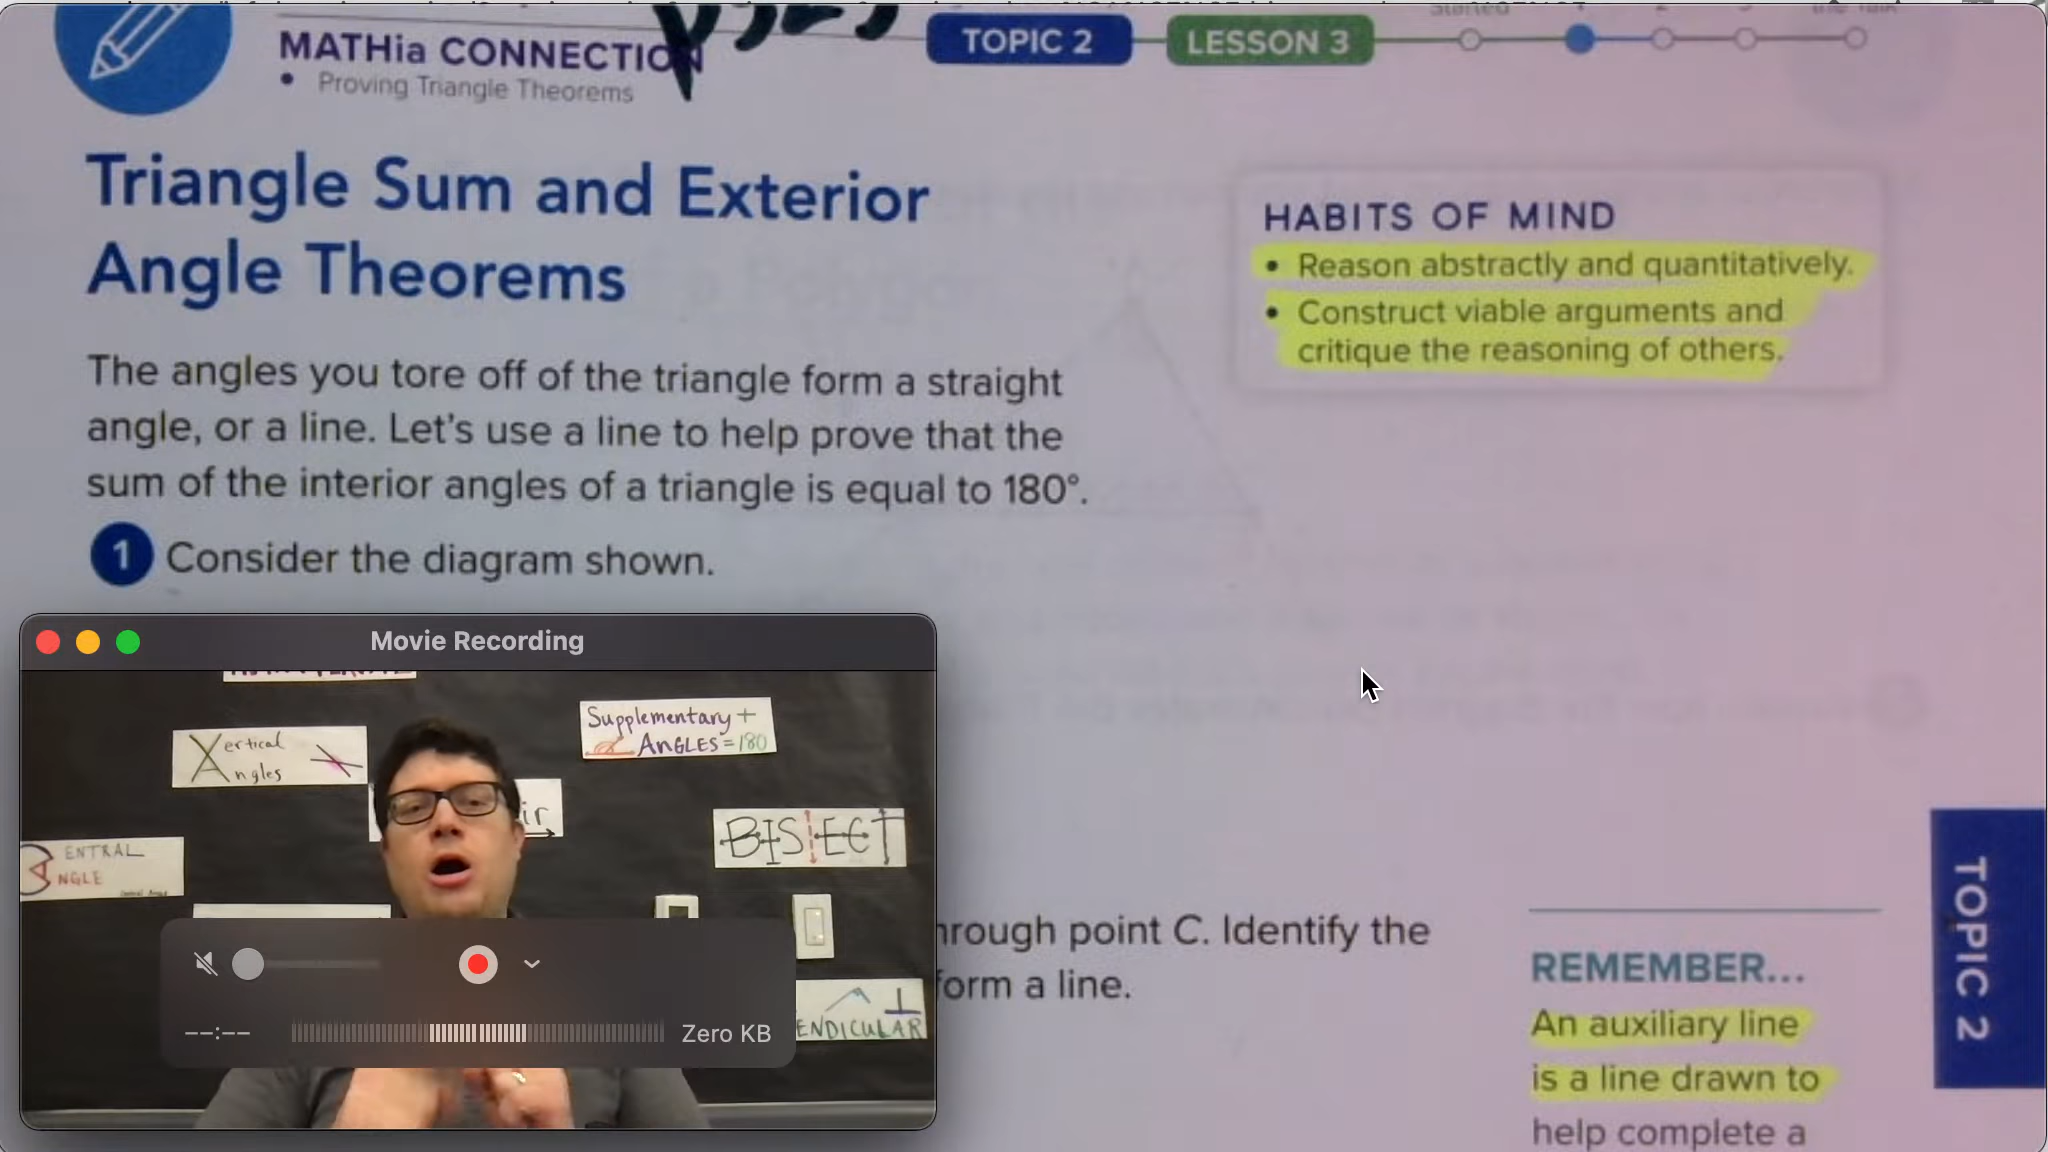 MATHia CONNECTION
• Proving Triangle Theorems
TOPIC 2
LESSON 3
Started
Triangle Sum and Exterior
Angle Theorems
HABITS OF MIND
• Reason abstractly and quantitatively.
• Construct viable arguments and
critique the reasoning of others.
The angles you tore off of the triangle form a straight
angle, or a line. Let's use a line to help prove that the
sum of the interior angles of a triangle is equal to 180°.
1 Consider the diagram shown.
Movie Recording
Supplementary +
ANGLES = 180
Vertical
Angles
BISECT
ENTRAL
NGLE
ENDICULAR
--:--
Zero KB
hrough point C. Identify the
form a line.
REMEMBER...
An auxiliary line
is a line drawn to
help complete a
TOPIC 2